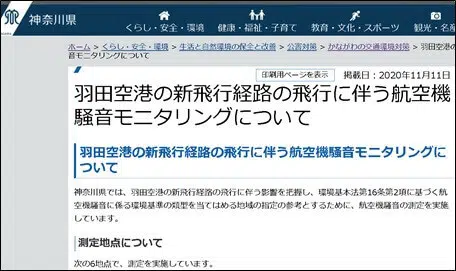 神奈川県
くらし・安全・環境
健康・福祉・子育て
教育・文化・スポーツ
観光・名産
ホーム > くらし・安全・環境 > 生活と自然環境の保全と改善 > 公害対策 > かながわの交通環境対策 > 羽田空港の
音モニタリングについて
印刷用ページを表示 掲載日：2020年11月11日
羽田空港の新飛行経路の飛行に伴う航空機
騒音モニタリングについて
羽田空港の新飛行経路の飛行に伴う航空機騒音モニタリングにつ
いて
神奈川県では、羽田空港の新飛行経路の飛行に伴う影響を把握し、環境基本法第16条第2項に基づく航
空機騒音に係る環境基準の類型を当てはめる地域の指定の参考とするために、航空機騒音の測定を実施
しています。
測定地点について
次の6地点で、測定を実施しています。